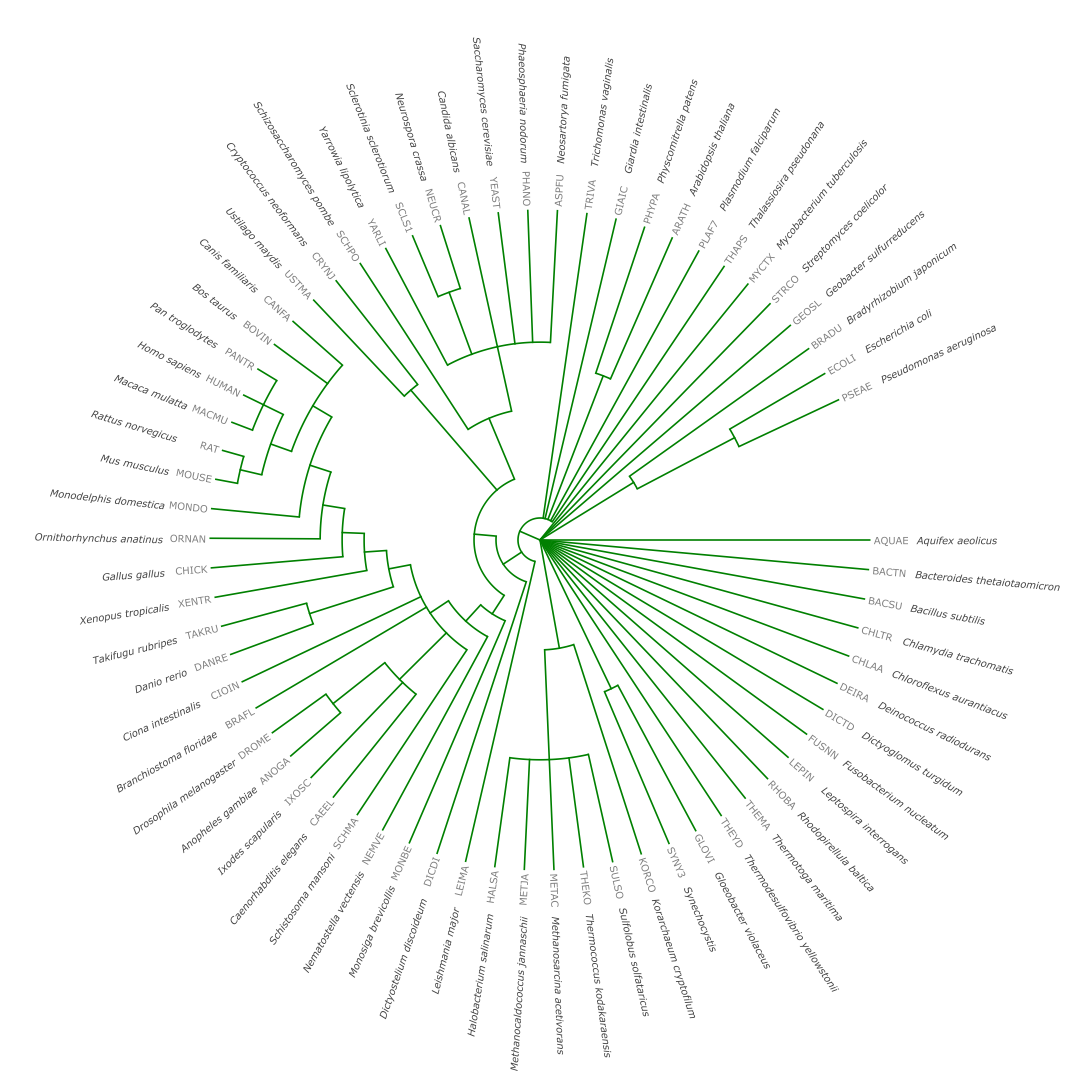 Saccharomyces cerevisiae YEAST
Phaeosphaeria nodorum PHANO
Neosartorya fumigata ASPFU
Trichomonas vaginalis TRIVA
Giardia intestinalis GIAIC
Physcomitrella patens PHYPA
Arabidopsis thaliana ARATH
Plasmodium falciparum PLAF7
Thalassiosira pseudonana THAPS
Mycobacterium tuberculosis MYCTX
Streptomyces coelicolor STRCO
Geobacter sulfurreducens GEOSL
Bradyrhizobium japonicum BRADU
Escherichia coli ECOLI
Pseudomonas aeruginosa PSEAE
AQUAE Aquifex aeolicus
BACTN Bacteroides thetaiotaomicron
BACSU Bacillus subtilis
CHLTR Chlamydia trachomatis
CHLAA Chloroflexus aurantiacus
DEIRA Deinococcus radiodurans
DICTD Dictyoglomus turgidum
FUSNN Fusobacterium nucleatum
LEPIN Leptospira interrogans
RHOBA Rhodopirellula baltica
THEMA Thermotoga maritima
THEYD Thermodesulfovibrio yellowstonii
GLOVI Gloeobacter violaceus
SYNY3 Synechocystis
KORCO Korarchaeum cryptofilum
SULSO Sulfolobus solfataricus
THEKO Thermococcus kodakaraensis
METAC Methanosarcina acetivorans
METJA Methanocaldococcus jannaschii
HALSA Halobacterium salinarum
LEIMA Leishmania major
DICDI Dictyostelium discoideum
MONBE Monosiga brevicollis
NEMVE Nematostella vectensis
SCHMA Schistosoma mansoni
CAEEL Caenorhabditis elegans
IXOSC Ixodes scapularis
ANOGA Anopheles gambiae
DROME Drosophila melanogaster
BRAFL Branchiostoma floridae
CIOIN Ciona intestinalis
DANRE Danio rerio
TAKRU Takifugu rubripes
XENTR Xenopus tropicalis
CHICK Gallus gallus
ORNAN Ornithorhynchus anatinus
MONDO Monodelphis domestica
MOUSE Mus musculus
RAT Rattus norvegicus
MACMU Macaca mulatta
HUMAN Homo sapiens
PANTR Pan troglodytes
BOVIN Bos taurus
CANFA Canis familiaris
USTMA Ustilago maydis
CRYNJ Cryptococcus neoformans
SCHPO Schizosaccharomyces pombe
YARLI Yarrowia lipolytica
SCLS1 Sclerotinia sclerotiorum
NEUCR Neurospora crassa
CANAL Candida albicans